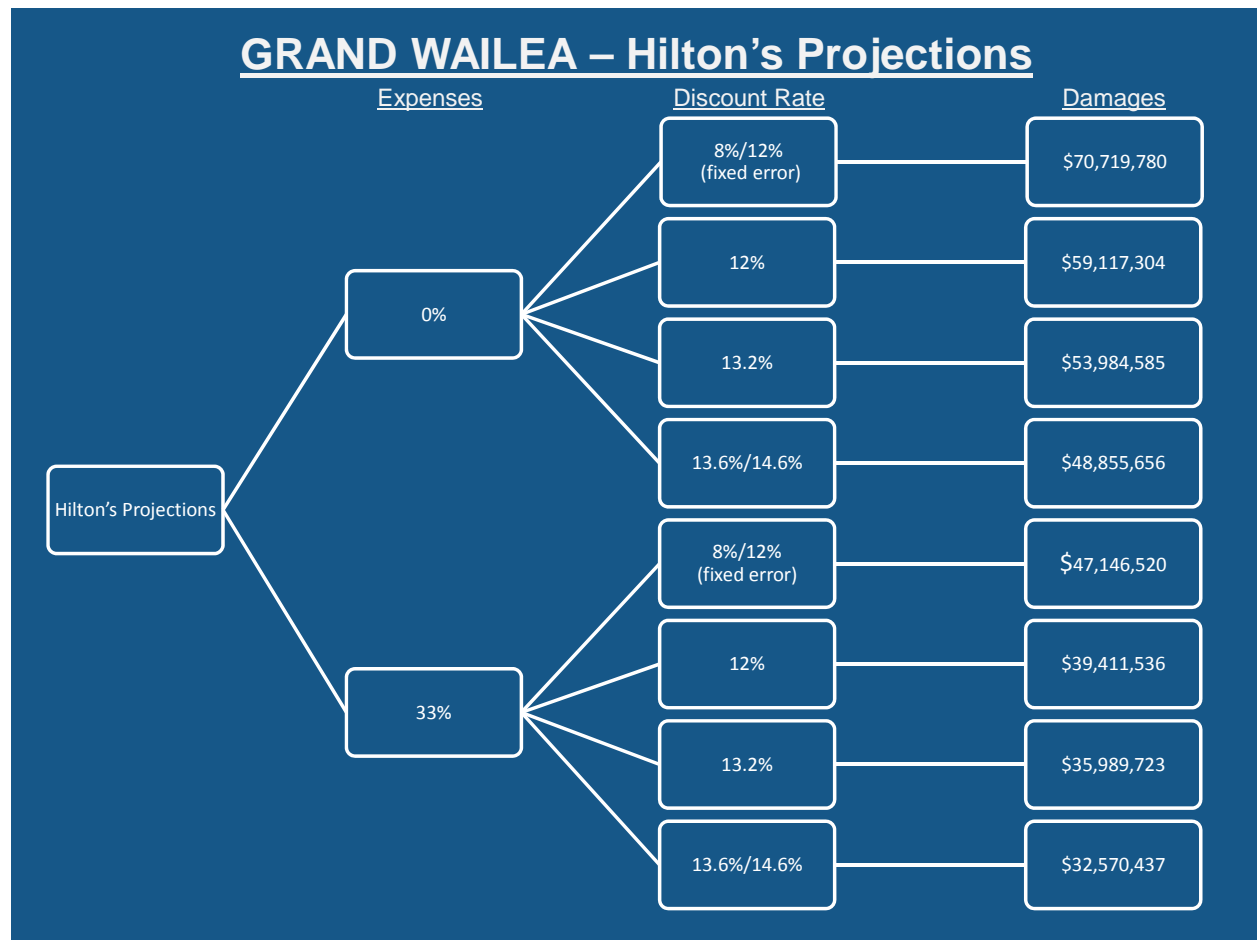 GRAND WAILEA – Hilton's Projections
Expenses
Discount Rate
Damages
Hilton's Projections
0%
8%/12%
(fixed error)
$70,719,780
12%
$59,117,304
13.2%
$53,984,585
13.6%/14.6%
$48,855,656
33%
8%/12%
(fixed error)
$47,146,520
12%
$39,411,536
13.2%
$35,989,723
13.6%/14.6%
$32,570,437